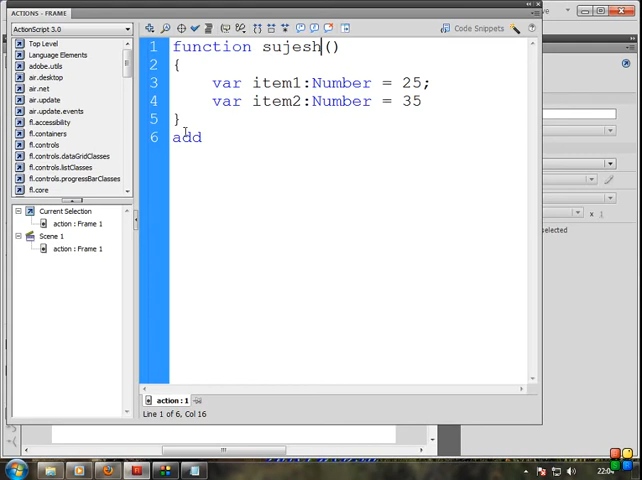 ACTIONS - FRAME
ActionScript 3.0
Code Snippets
Top Level
Language Elements
adobe.utils
air.desktop
air.net
air.update
air.update.events
fl.accessibility
fl.containers
fl.controls
fl.controls.dataGridClasses
fl.controls.listClasses
fl.controls.progressBarClasses
fl.core
1 function sujesh()
2 {
3 var item1:Number = 25;
4 var item2:Number = 35
5 }
6 add
Current Selection
action : Frame 1
Scene 1
action : Frame 1
selected
x 1
action : 1
Line 1 of 6, Col 16
22:04